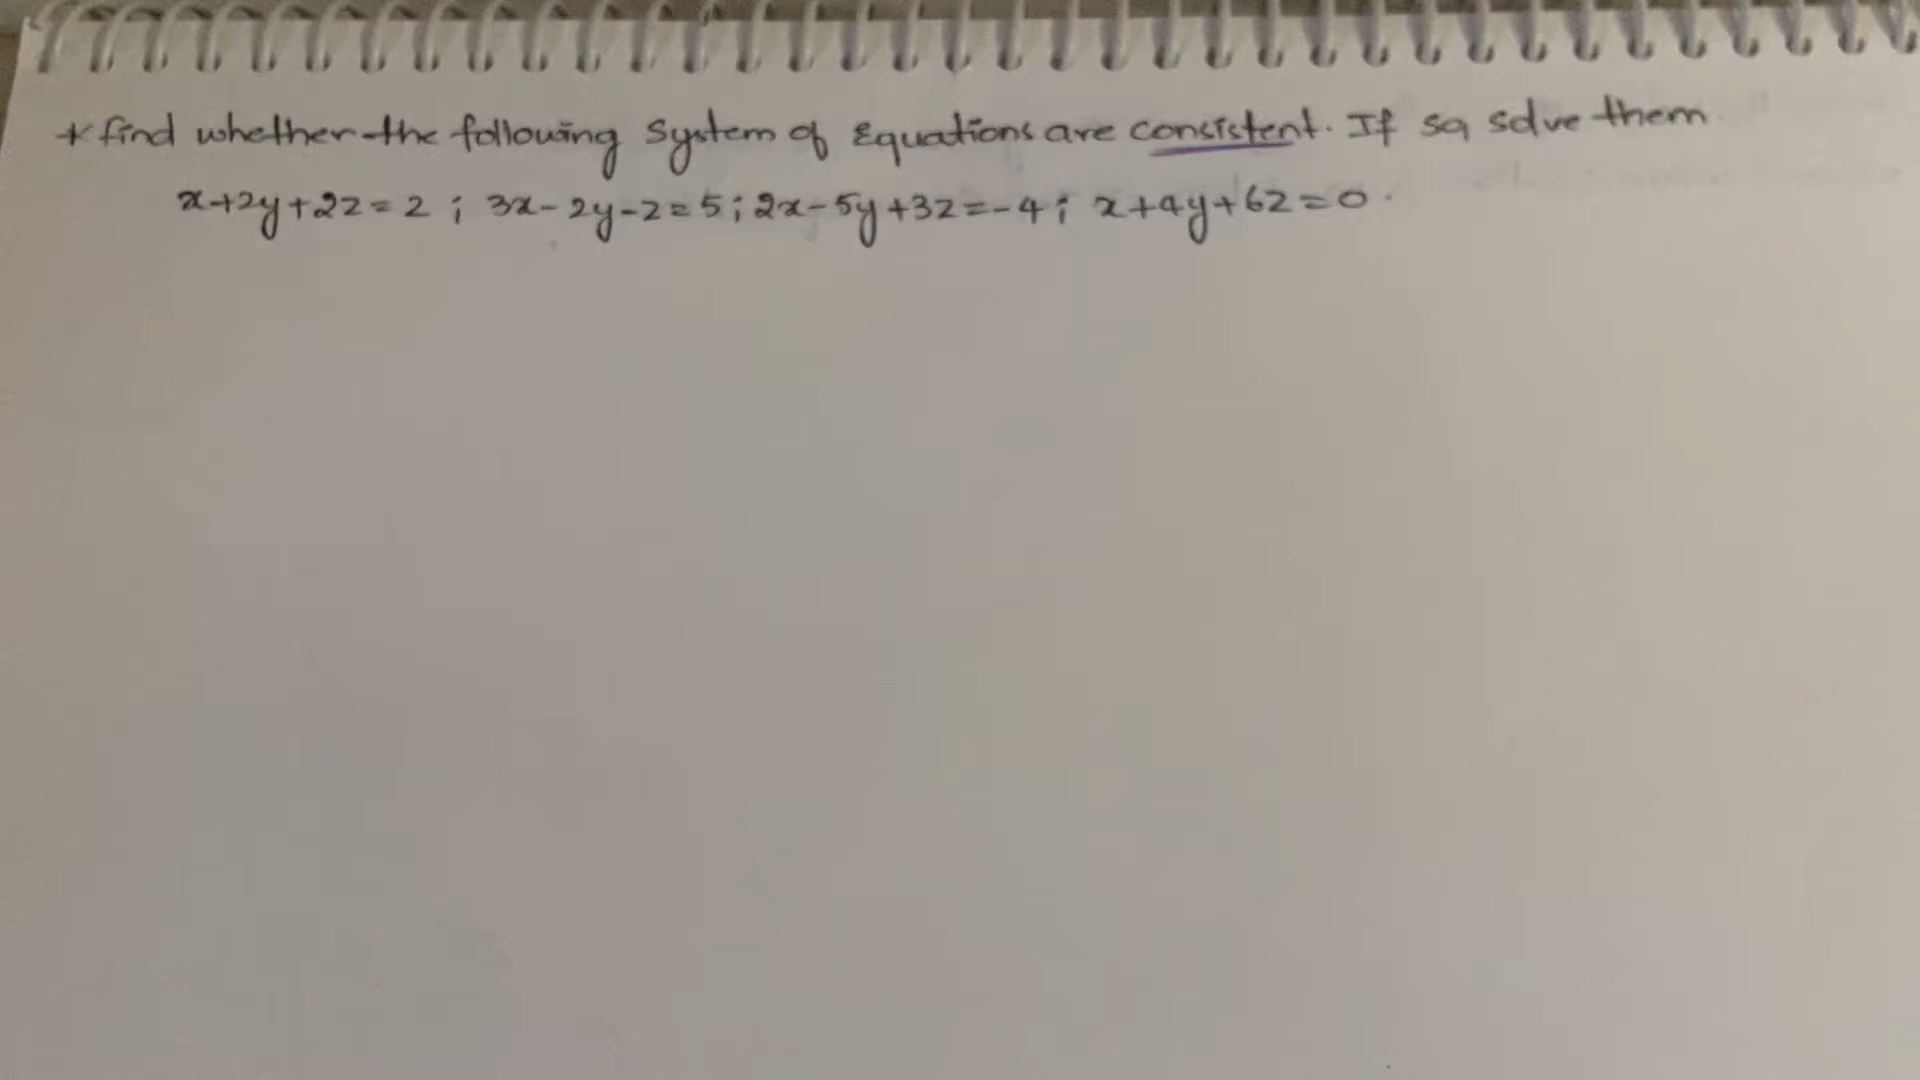 * find whether the following system of Equations are consistent. If so, solve them
x+2y+2z=2 ; 3x-2y-z=5 ; 2x-5y+3z=-4 ; x+4y+6z=0.